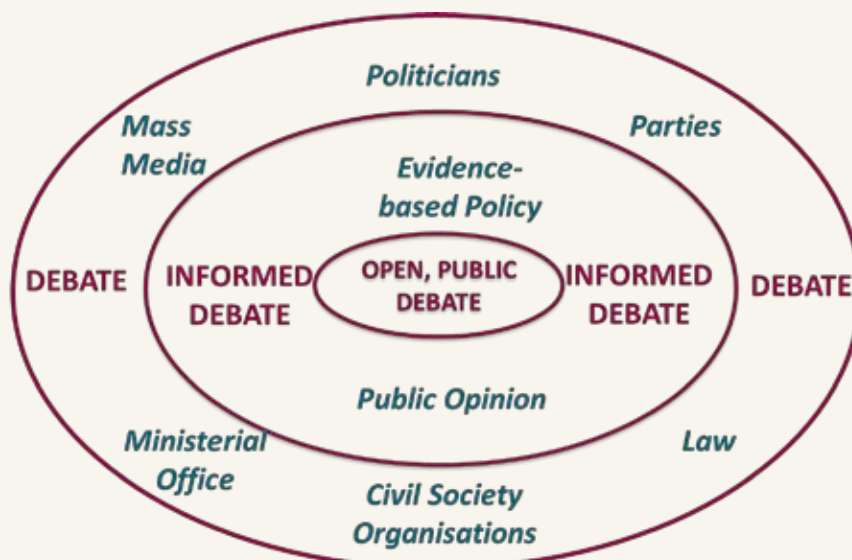 Politicians
Mass
Media
Parties
Evidence-
based Policy
DEBATE
INFORMED
DEBATE
OPEN, PUBLIC
DEBATE
INFORMED
DEBATE
DEBATE
Public Opinion
Ministerial
Office
Law
Civil Society
Organisations